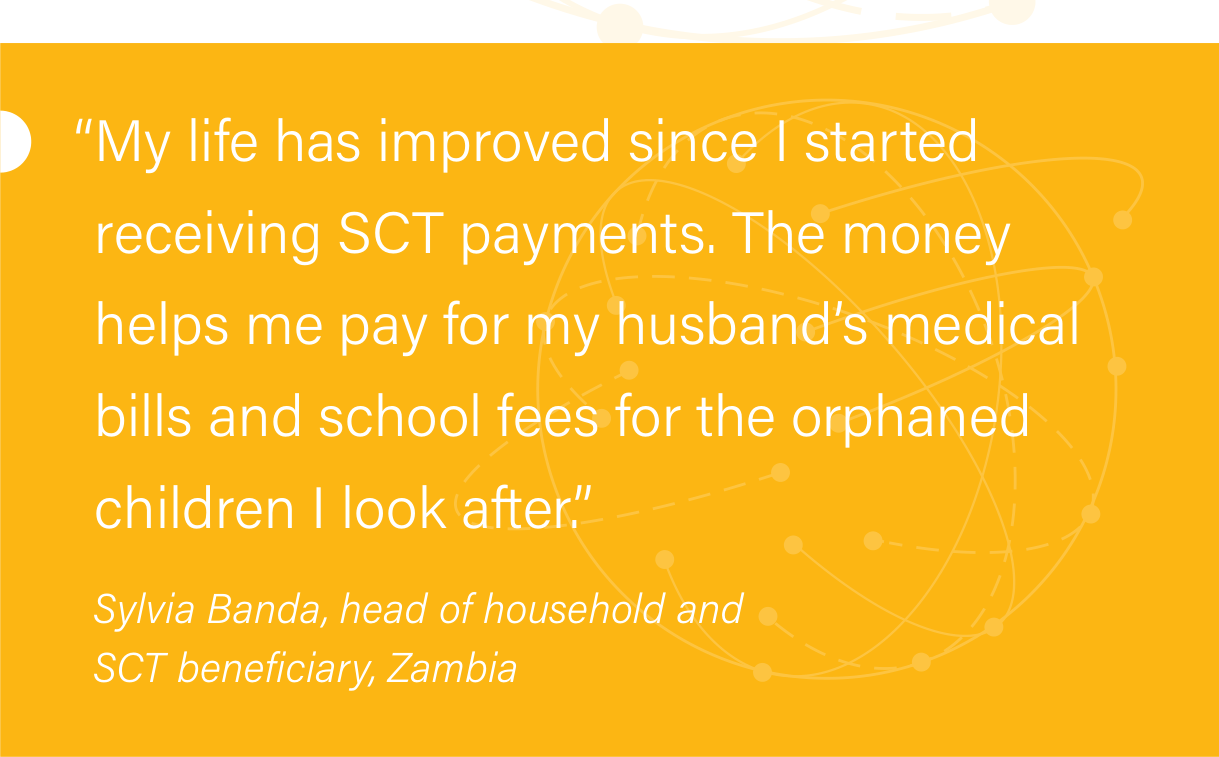 “My life has improved since I started
receiving SCT payments. The money
helps me pay for my husband’s medical
bills and school fees for the orphaned
children I look after.”
Sylvia Banda, head of household and
SCT beneficiary, Zambia